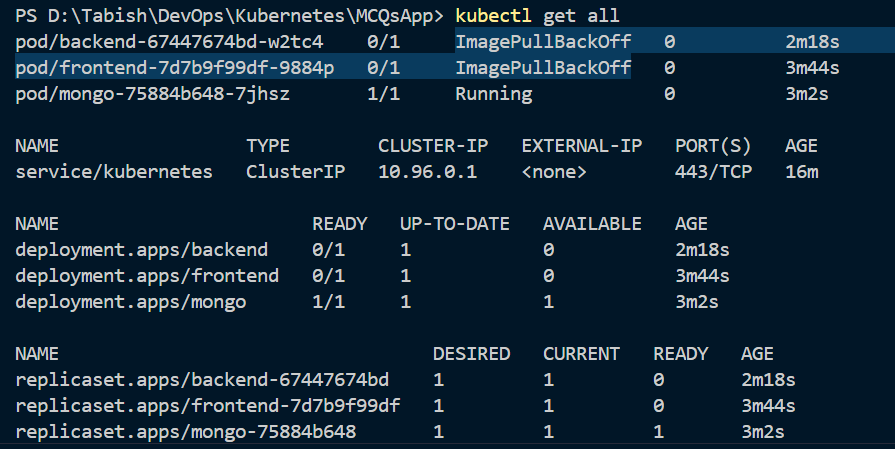 PS D:\Tabish\DevOps\Kubernetes\MCQsApp> kubectl get all
pod/backend-67447674bd-w2tc4 0/1 ImagePullBackOff 0 2m18s
pod/frontend-7d7b9f99df-9884p 0/1 ImagePullBackOff 0 3m44s
pod/mongo-75884b648-7jhsz 1/1 Running 0 3m2s
NAME TYPE CLUSTER-IP EXTERNAL-IP PORT(S) AGE
service/kubernetes ClusterIP 10.96.0.1 <none> 443/TCP 16m
NAME READY UP-TO-DATE AVAILABLE AGE
deployment.apps/backend 0/1 1 0 2m18s
deployment.apps/frontend 0/1 1 0 3m44s
deployment.apps/mongo 1/1 1 1 3m2s
NAME DESIRED CURRENT READY AGE
replicaset.apps/backend-67447674bd 1 1 0 2m18s
replicaset.apps/frontend-7d7b9f99df 1 1 0 3m44s
replicaset.apps/mongo-75884b648 1 1 1 3m2s